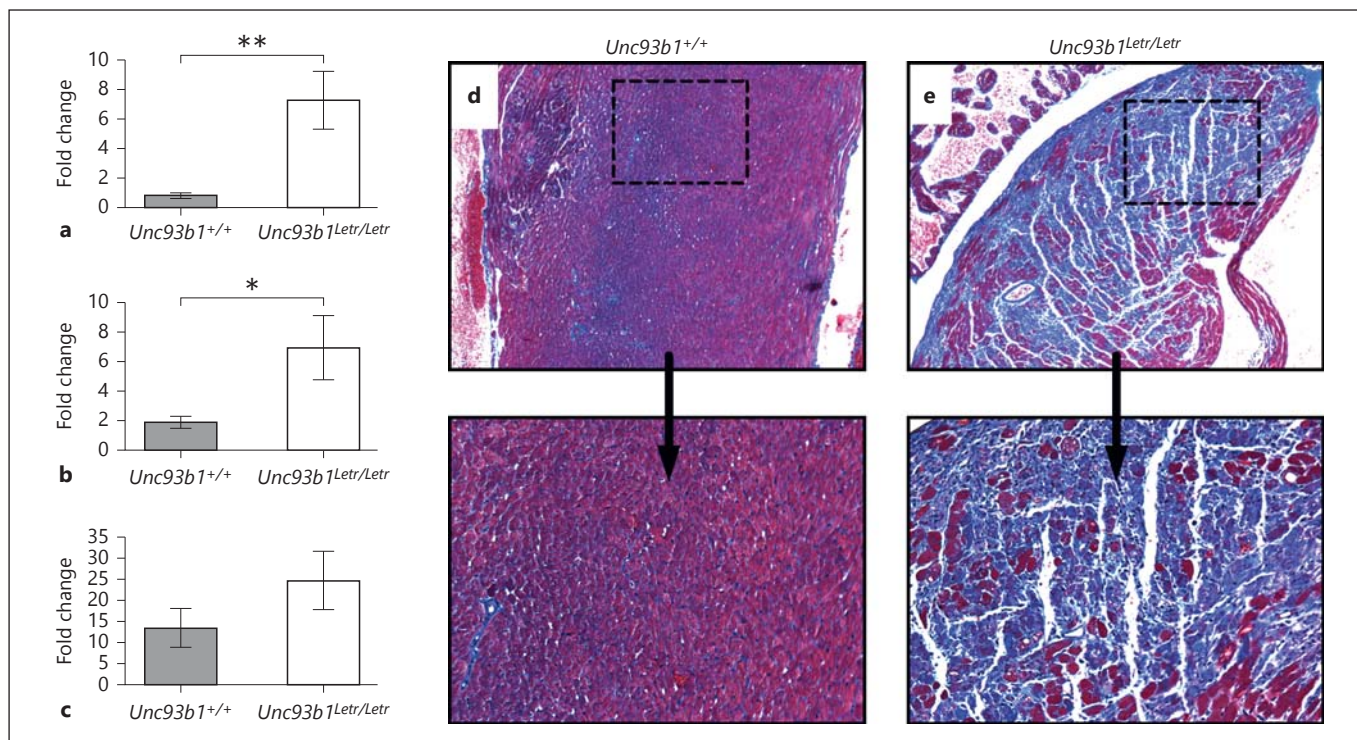 **
10
8
6
4
2
0
Fold change
a
Unc93b1+/+ Unc93b1Letr/Letr
*
10
8
6
4
2
0
Fold change
b
Unc93b1+/+ Unc93b1Letr/Letr
35
30
25
20
15
10
5
0
Fold change
c
Unc93b1+/+ Unc93b1Letr/Letr
Unc93b1+/+
d
Unc93b1Letr/Letr
e